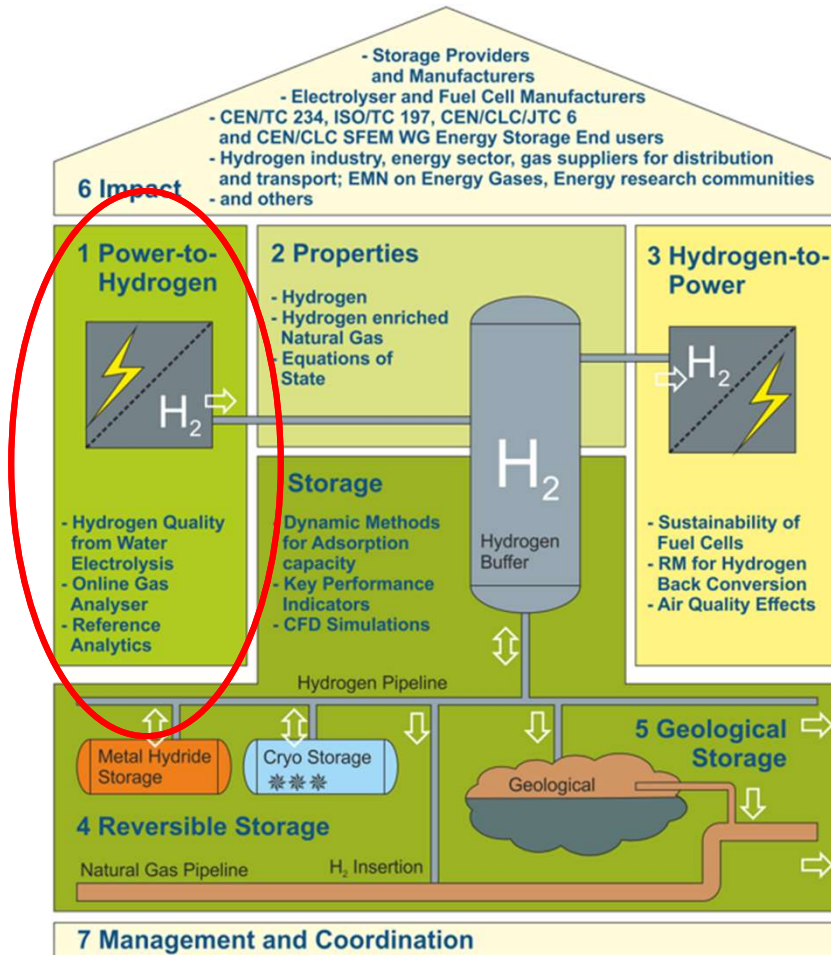 - Storage Providers
and Manufacturers
- Electrolyser and Fuel Cell Manufacturers
- CEN/TC 234, ISO/TC 197, CEN/CLC/JTC 6
and CEN/CLC SFEM WG Energy Storage End users
- Hydrogen industry, energy sector, gas suppliers for distribution
and transport; EMN on Energy Gases, Energy research communities
- and others
6 Impact
1 Power-to-
Hydrogen
H₂
- Hydrogen Quality
from Water
Electrolysis
- Online Gas
Analyser
- Reference
Analytics
2 Properties
- Hydrogen
- Hydrogen enriched
Natural Gas
- Equations of
State
H₂
Hydrogen
Buffer
3 Hydrogen-to-
Power
H₂
- Sustainability of
Fuel Cells
- RM for Hydrogen
Back Conversion
- Air Quality Effects
Storage
- Dynamic Methods
for Adsorption
capacity
- Key Performance
Indicators
- CFD Simulations
Hydrogen Pipeline
Metal Hydride
Storage
Cryo Storage
Geological
5 Geological
Storage
4 Reversible Storage
Natural Gas Pipeline
H₂ Insertion
7 Management and Coordination